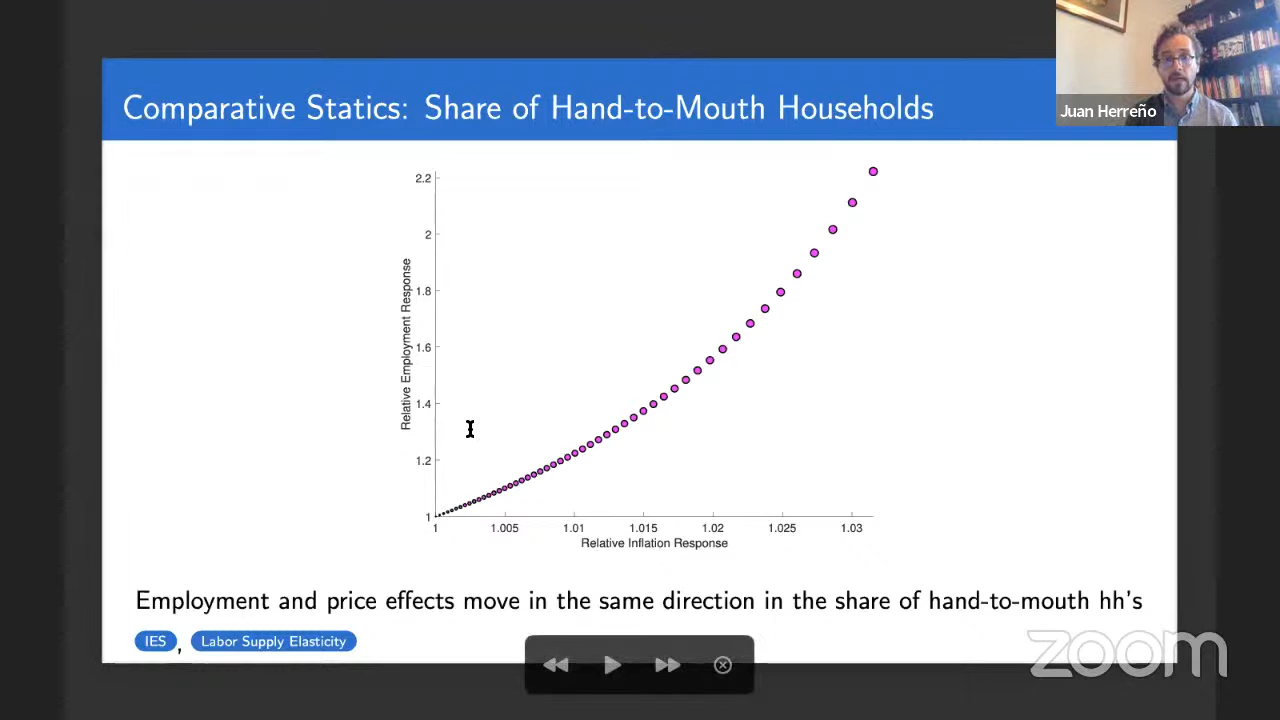 Comparative Statics: Share of Hand-to-Mouth Households
Juan Herreño
2.2
2
1.8
1.6
1.4
1.2
1
Relative Employment Response
1 1.005 1.01 1.015 1.02 1.025 1.03
Relative Inflation Response
Employment and price effects move in the same direction in the share of hand-to-mouth hh's
IES , Labor Supply Elasticity
zoom